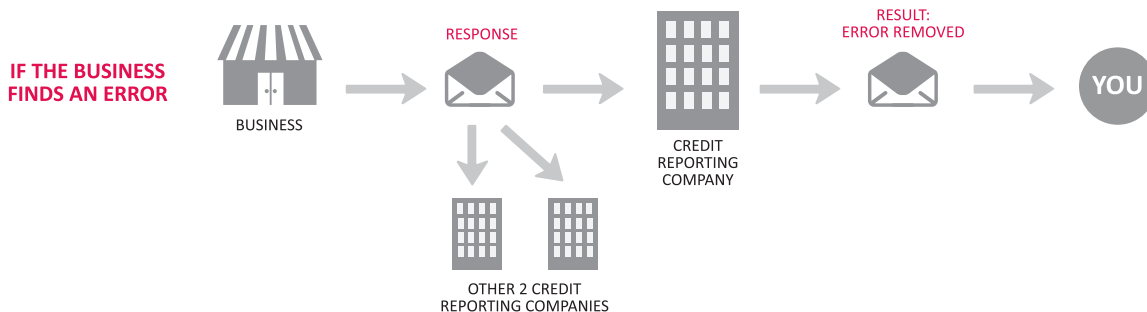 IF THE BUSINESS
FINDS AN ERROR
BUSINESS
RESPONSE
OTHER 2 CREDIT
REPORTING COMPANIES
CREDIT
REPORTING
COMPANY
RESULT:
ERROR REMOVED
YOU